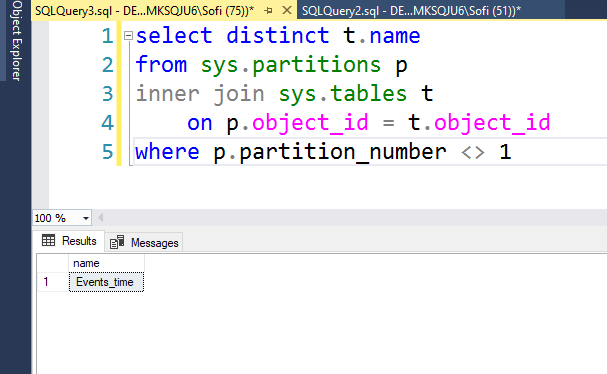 Object Explorer
SQLQuery3.sql - DE...MKSQJU6\Sofi (75))*
SQLQuery2.sql - DE...MKSQJU6\Sofi (51))*
1 select distinct t.name
2 from sys.partitions p
3 inner join sys.tables t
4 on p.object_id = t.object_id
5 where p.partition_number <> 1
100 %
Results Messages
name
1 Events_time